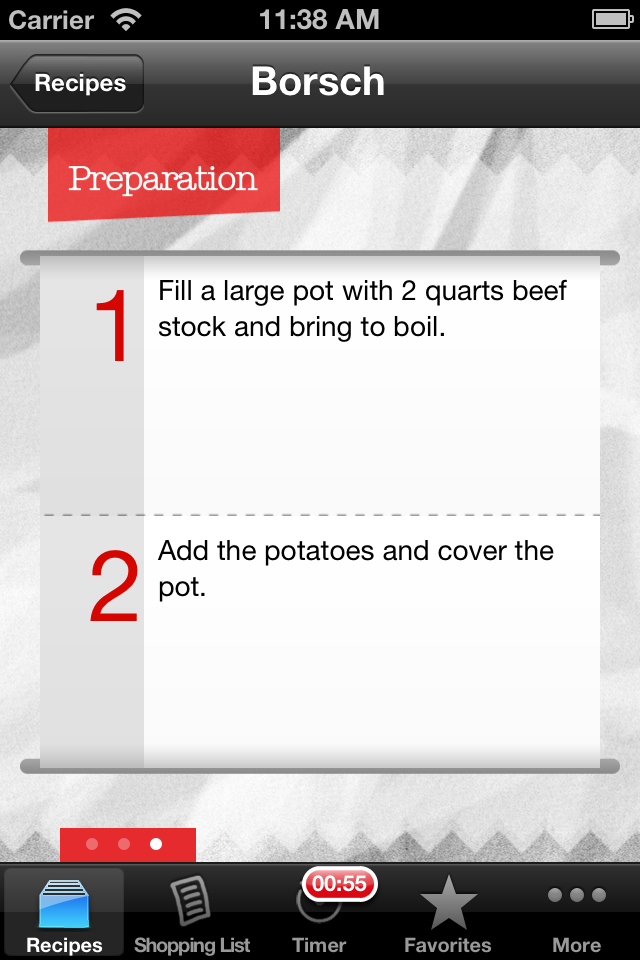 Carrier 11:38 AM
Recipes Borsch
Preparation
1 Fill a large pot with 2 quarts beef
stock and bring to boil.
2 Add the potatoes and cover the
pot.
00:55
Recipes Shopping List Timer Favorites More